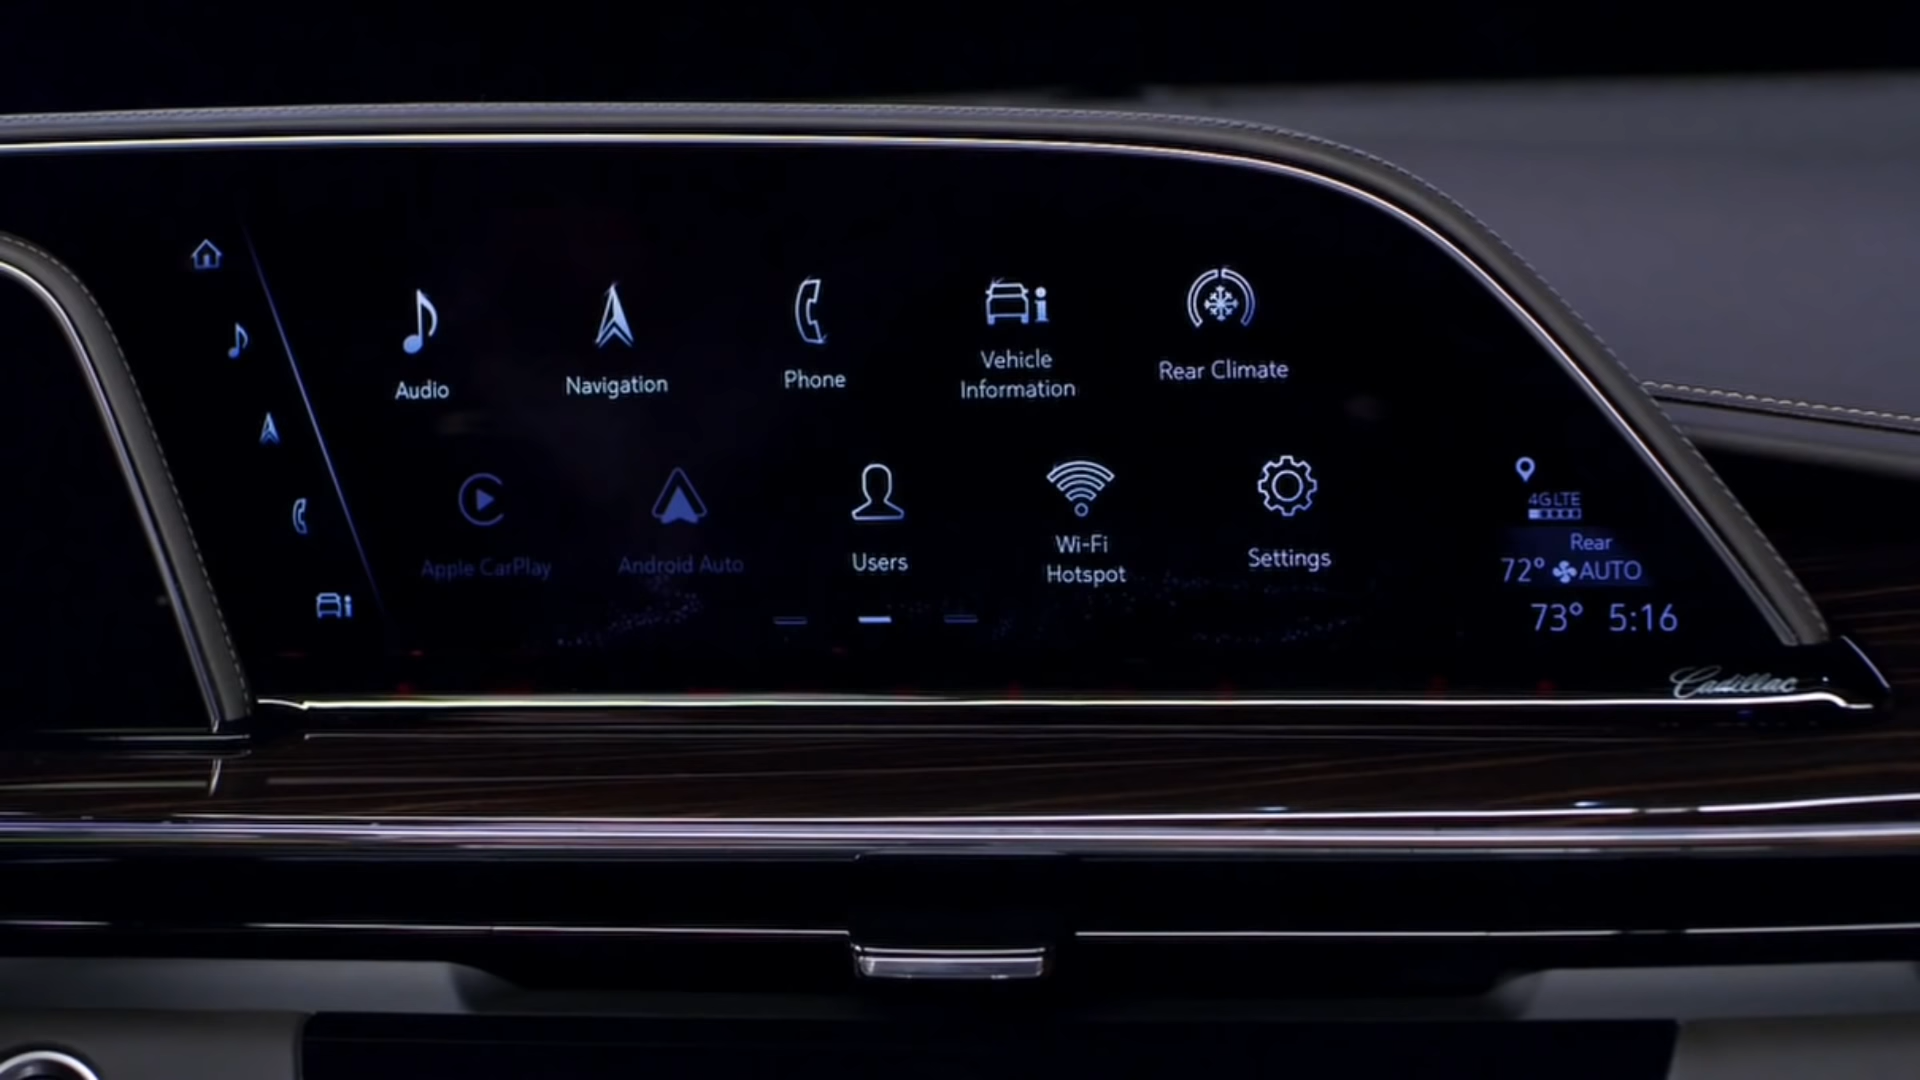 Audio
Navigation
Phone
Vehicle
Information
Rear Climate
Apple CarPlay
Android Auto
Users
Wi-Fi
Hotspot
Settings
4G LTE
Rear
72° AUTO
73° 5:16
Cadillac